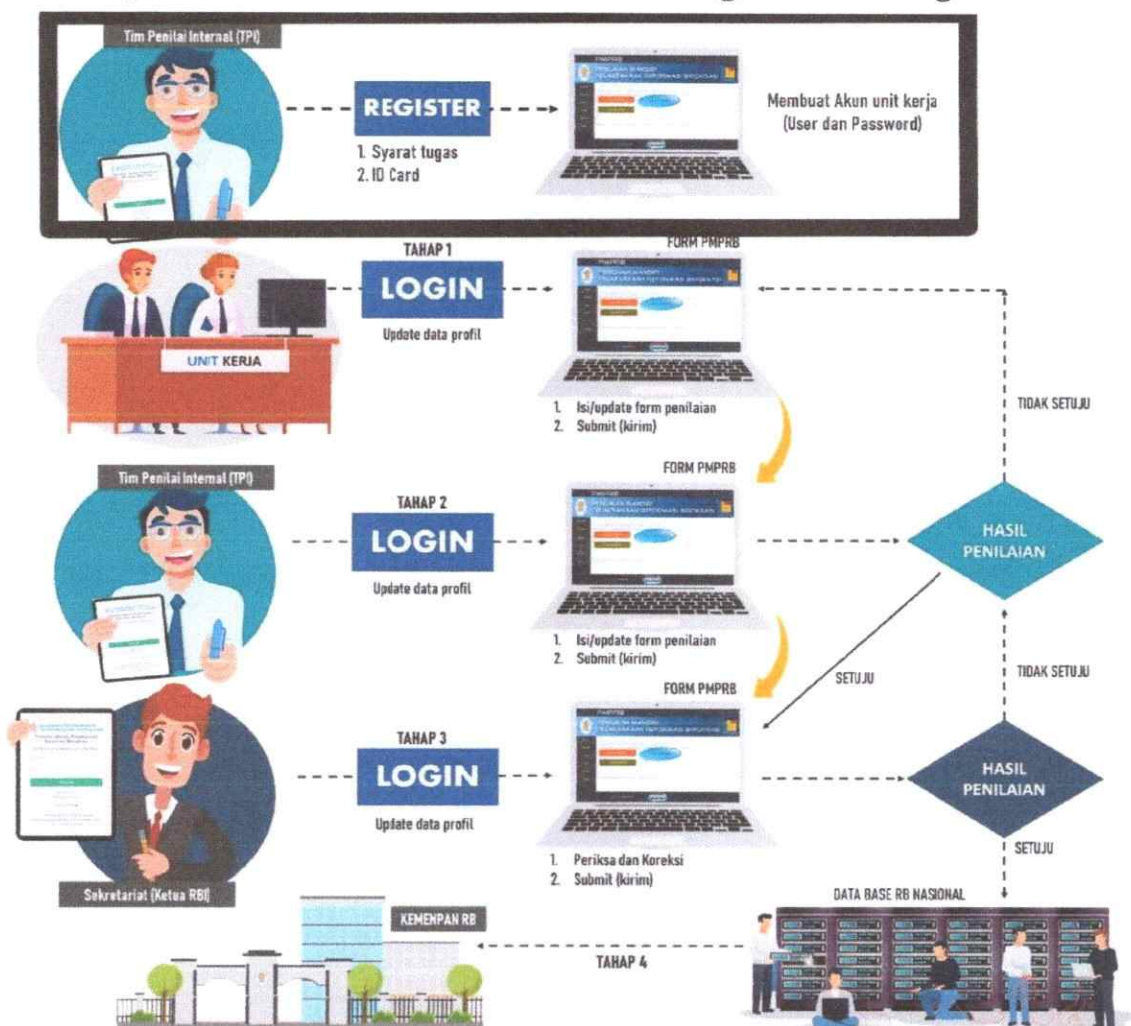 Tim Penilai Internal (TPI)
REGISTER
1. Syarat tugas
2. ID Card
Membuat Akun unit kerja
(User dan Password)
TAHAP 1
LOGIN
Update data profil
UNIT KERJA
FORM PMPRB
1. Isi/update form penilaian
2. Submit (kirim)
TIDAK SETUJU
Tim Penilai Internal (TPI)
TAHAP 2
LOGIN
Update data profil
FORM PMPRB
1. Isi/update form penilaian
2. Submit (kirim)
HASIL
PENILAIAN
SETUJU
TIDAK SETUJU
Sekretariat (Ketua RBI)
TAHAP 3
LOGIN
Update data profil
FORM PMPRB
1. Periksa dan Koreksi
2. Submit (kirim)
HASIL
PENILAIAN
SETUJU
DATA BASE RB NASIONAL
TAHAP 4
KEMENPAN RB